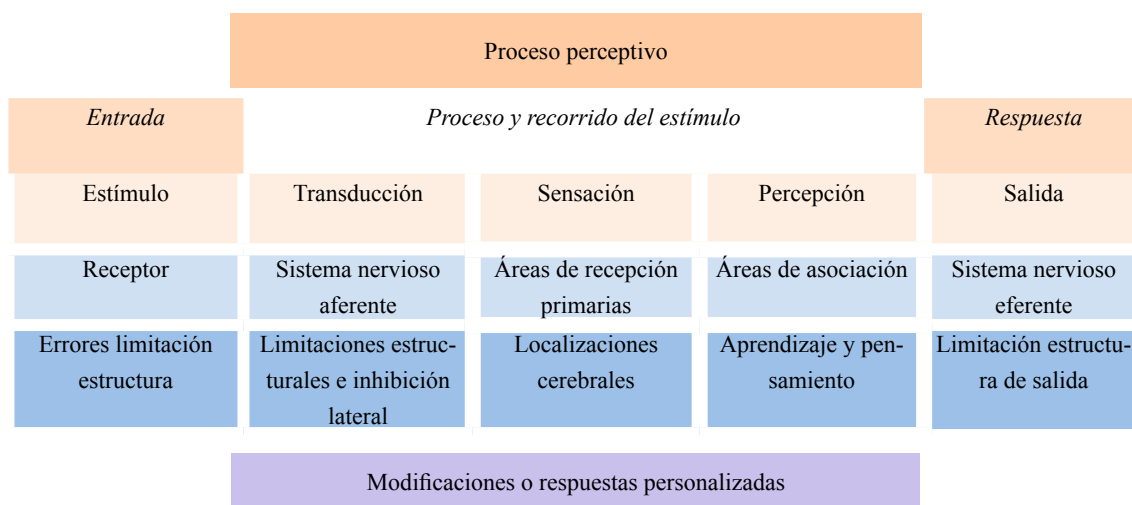 Proceso perceptivo
Entrada
Proceso y recorrido del estímulo
Respuesta
Estímulo
Transducción
Sensación
Percepción
Salida
Receptor
Sistema nervioso
aferente
Áreas de recepción
primarias
Áreas de asociación
Sistema nervioso
eferente
Errores limitación
estructura
Limitaciones estruc-
turales e inhibición
lateral
Localizaciones
cerebrales
Aprendizaje y pen-
samiento
Limitación estructu-
ra de salida
Modificaciones o respuestas personalizadas